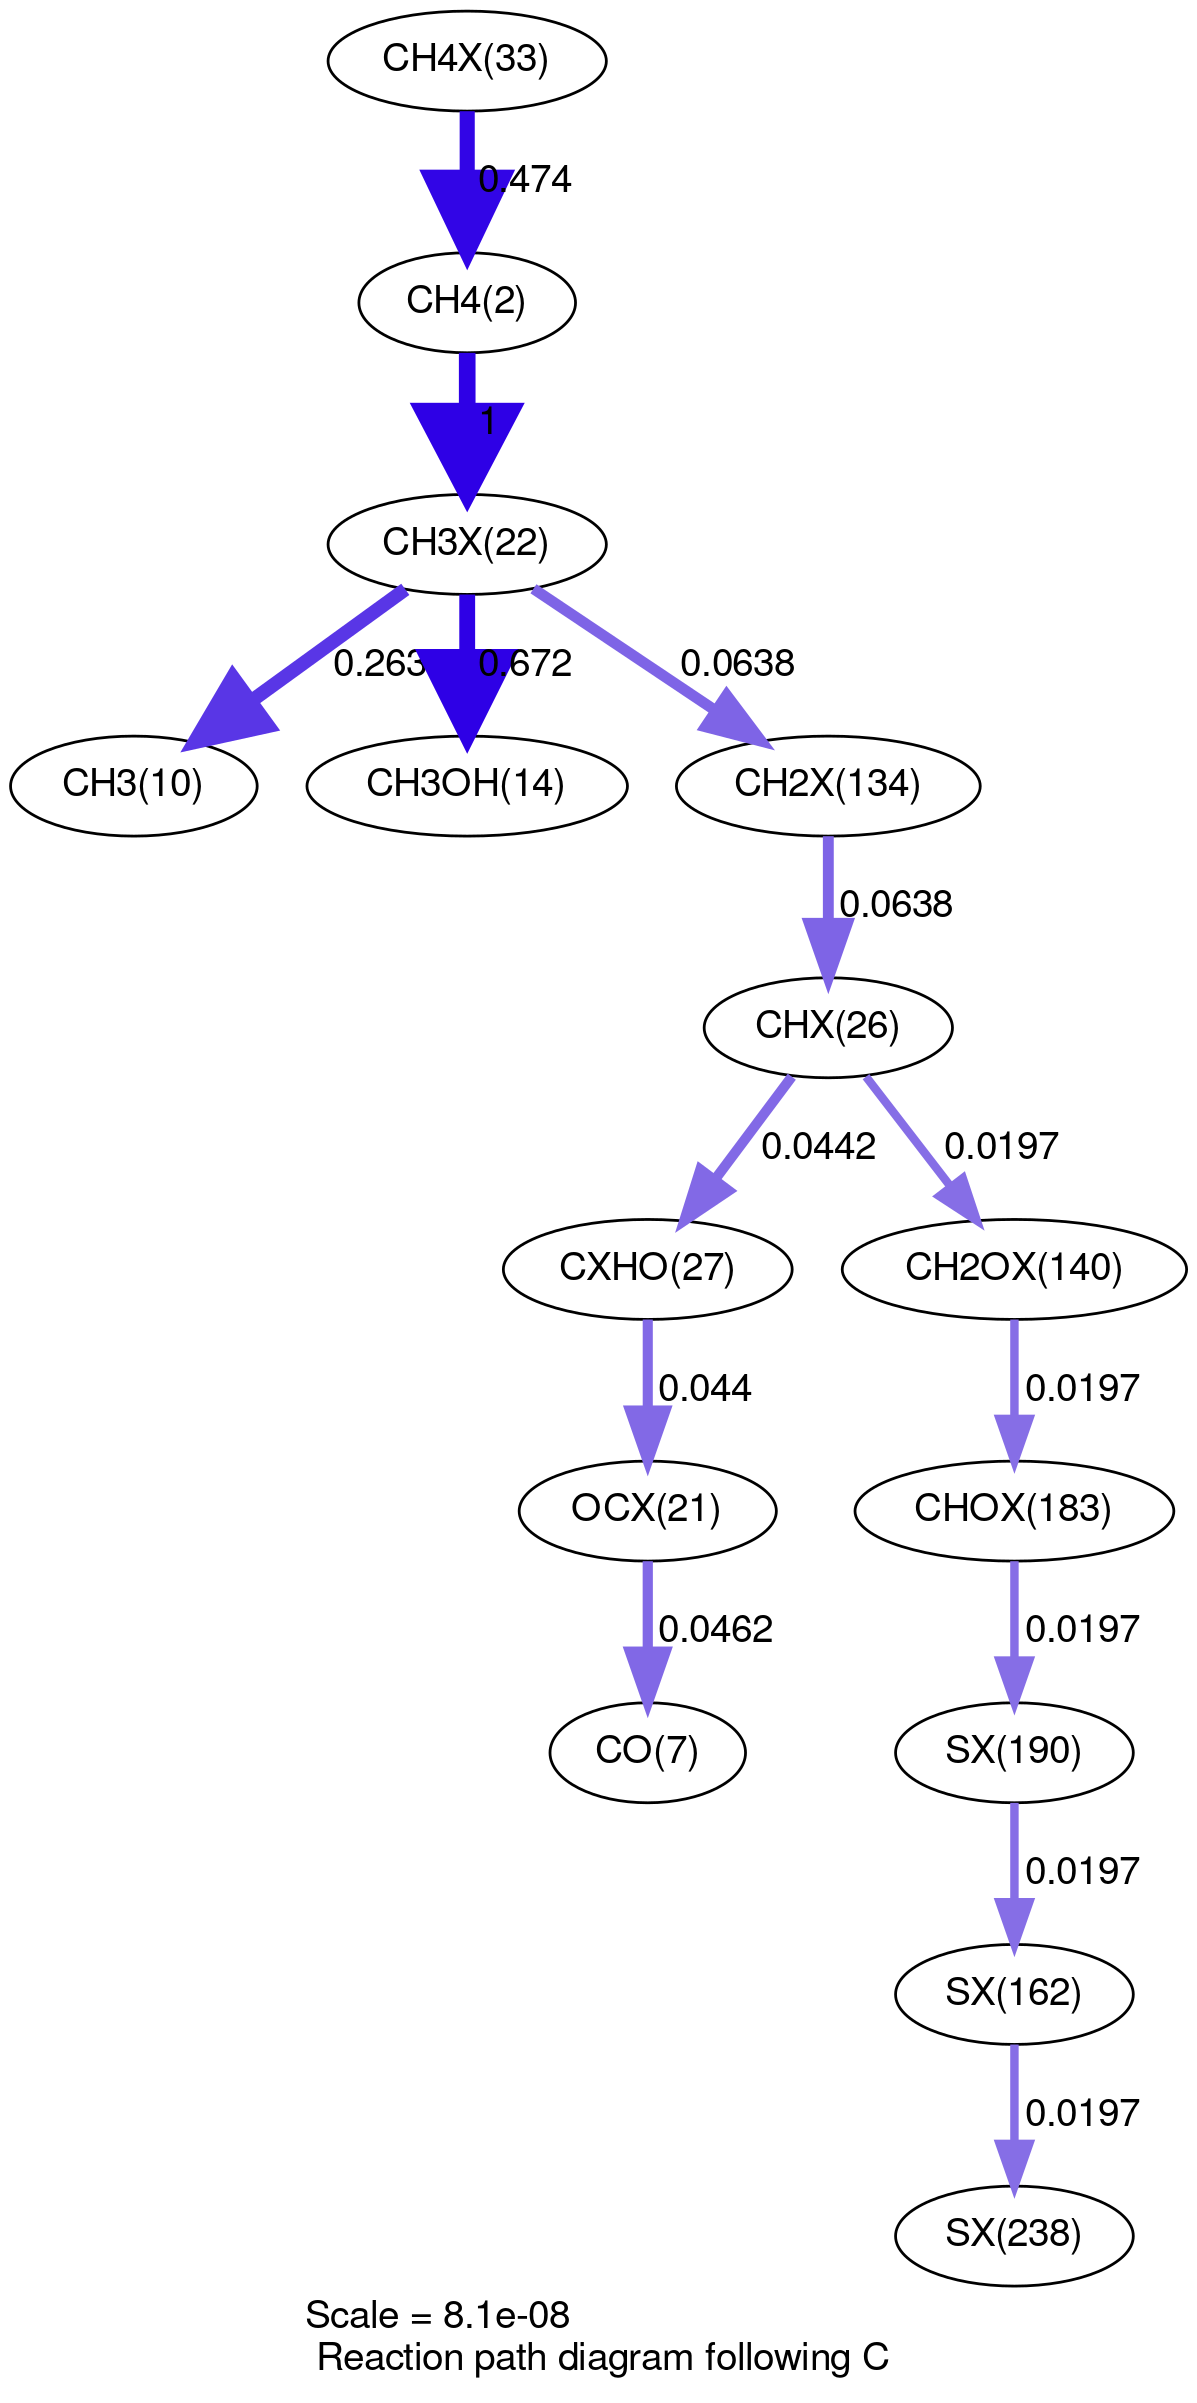 CH4X(33)
0.474
CH4(2)
1
CH3X(22)
0.263
0.672
0.0638
CH3(10)
CH3OH(14)
CH2X(134)
0.0638
CHX(26)
0.0442
0.0197
CXHO(27)
CH2OX(140)
0.044
0.0197
OCX(21)
CHOX(183)
0.0462
0.0197
CO(7)
SX(190)
0.0197
SX(162)
0.0197
SX(238)
Scale = 8.1e-08
Reaction path diagram following C